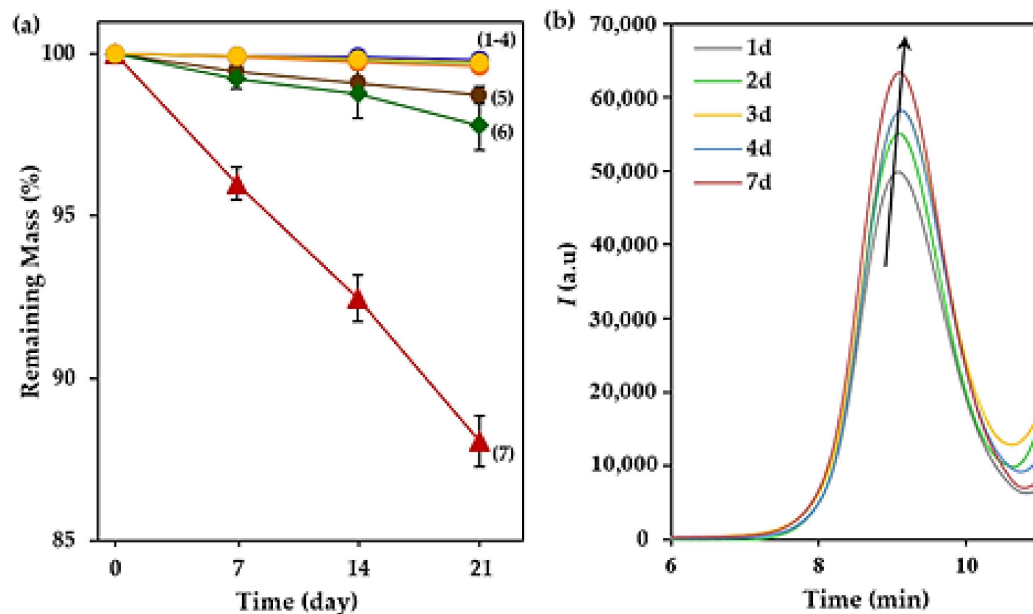 (a)
Remaining Mass (%)
100
95
90
85
0 7 14 21
Time (day)
(1-4)
(5)
(6)
(7)
(b)
I (a.u)
70,000
60,000
50,000
40,000
30,000
20,000
10,000
0
6 8 10
Time (min)
1d
2d
3d
4d
7d